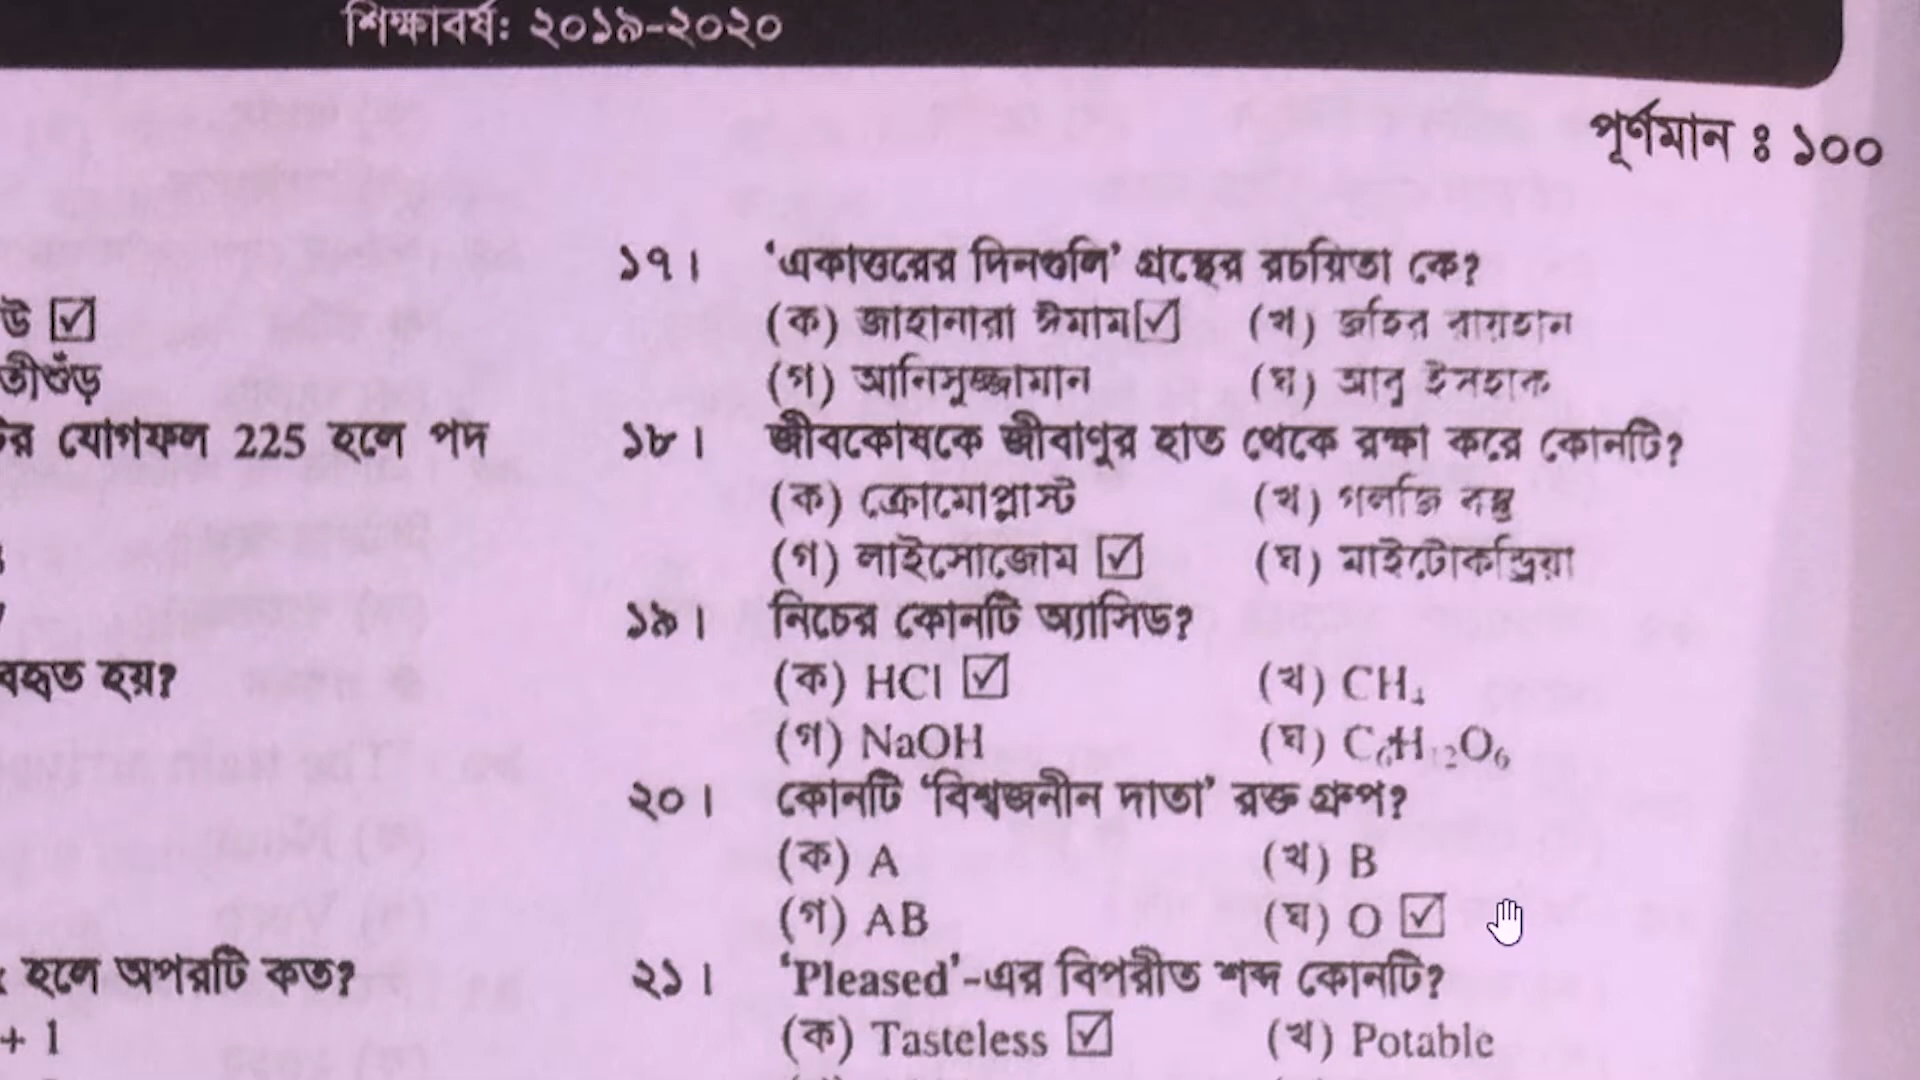 শিক্ষাবর্ষ: ২০১৯-২০২০
পূর্ণমান ঃ ১০০
উ ☑
তীশুঁড়
র যোগফল 225 হলে পদ
বহৃত হয়?
হলে অপরটি কত?
+ 1
১৭। ‘একাত্তরের দিনগুলি’ গ্রন্থের রচয়িতা কে?
(ক) জাহানারা ঈমাম ☑ (খ) জহির রায়হান
(গ) আনিসুজ্জামান (ঘ) আবু ইসহাক
১৮। জীবকোষকে জীবাণুর হাত থেকে রক্ষা করে কোনটি?
(ক) ক্রোমোপ্লাস্ট (খ) গলজি বস্তু
(গ) লাইসোজোম ☑ (ঘ) মাইটোকন্ড্রিয়া
১৯। নিচের কোনটি অ্যাসিড?
(ক) HCl ☑ (খ) CH₄
(গ) NaOH (ঘ) C₆H₁₂O₆
২০। কোনটি ‘বিশ্বজনীন দাতা’ রক্ত গ্রুপ?
(ক) A (খ) B
(গ) AB (ঘ) O ☑
২১। ‘Pleased’-এর বিপরীত শব্দ কোনটি?
(ক) Tasteless ☑ (খ) Potable